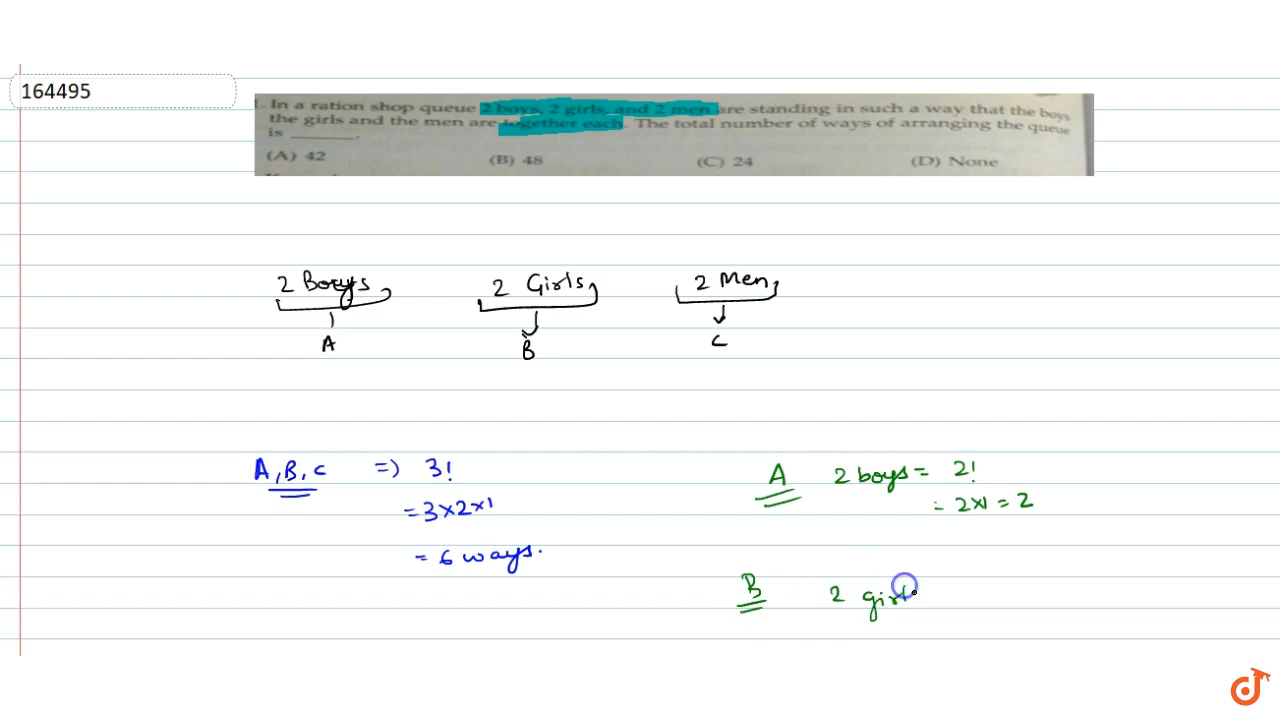 164495
1. In a ration shop queue 2 boys, 2 girls, and 2 men are standing in such a way that the boys
the girls and the men are together each. The total number of ways of arranging the queue
is ______.
(A) 42 (B) 48 (C) 24 (D) None
2 Boys 2 Girls 2 Men
A B C
A, B, C => 3!
= 3×2×1
= 6 ways.
A 2 boys = 2!
= 2×1 = 2
B 2 girl